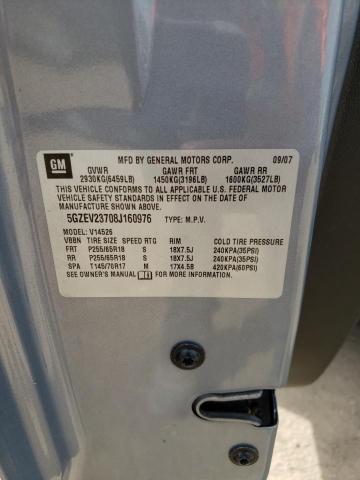 GM
MFD BY GENERAL MOTORS CORP. 09/07
GVWR GAWR FRT GAWR RR
2930KG(6459LB) 1450KG(3196LB) 1600KG(3527LB)
THIS VEHICLE CONFORMS TO ALL APPLICABLE U.S. FEDERAL MOTOR
VEHICLE SAFETY STANDARDS IN EFFECT ON THE DATE OF
MANUFACTURE SHOWN ABOVE.
5GZEV23708J160976 TYPE: M.P.V.
MODEL: V14526
VBBN TIRE SIZE SPEED RTG RIM COLD TIRE PRESSURE
FRT P255/65R18 S 18X7.5J 240KPA(35PSI)
RR P255/65R18 S 18X7.5J 240KPA(35PSI)
SPA T145/70R17 M 17X4.5B 420KPA(60PSI)
SEE OWNER'S MANUAL FOR MORE INFORMATION.